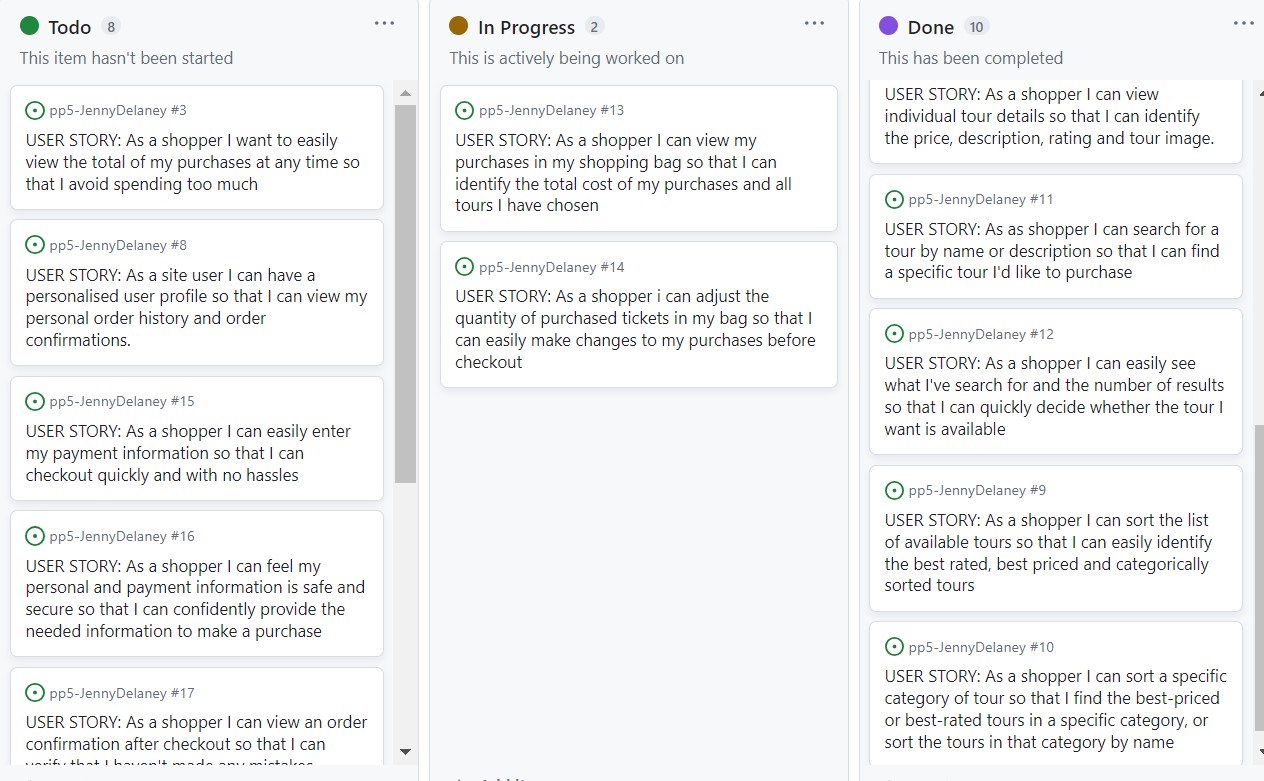 Todo 8
This item hasn't been started
pp5-JennyDelaney #3
USER STORY: As a shopper I want to easily
view the total of my purchases at any time so
that I avoid spending too much
pp5-JennyDelaney #8
USER STORY: As a site user I can have a
personalised user profile so that I can view my
personal order history and order
confirmations.
pp5-JennyDelaney #15
USER STORY: As a shopper I can easily enter
my payment information so that I can
checkout quickly and with no hassles
pp5-JennyDelaney #16
USER STORY: As a shopper I can feel my
personal and payment information is safe and
secure so that I can confidently provide the
needed information to make a purchase
pp5-JennyDelaney #17
USER STORY: As a shopper I can view an order
confirmation after checkout so that I can
verify that I haven't made any mistakes
In Progress 2
This is actively being worked on
pp5-JennyDelaney #13
USER STORY: As a shopper I can view my
purchases in my shopping bag so that I can
identify the total cost of my purchases and all
tours I have chosen
pp5-JennyDelaney #14
USER STORY: As a shopper i can adjust the
quantity of purchased tickets in my bag so that I
can easily make changes to my purchases before
checkout
Done 10
This has been completed
USER STORY: As a shopper I can view
individual tour details so that I can identify
the price, description, rating and tour image.
pp5-JennyDelaney #11
USER STORY: As as shopper I can search for a
tour by name or description so that I can find
a specific tour I'd like to purchase
pp5-JennyDelaney #12
USER STORY: As a shopper I can easily see
what I've search for and the number of results
so that I can quickly decide whether the tour I
want is available
pp5-JennyDelaney #9
USER STORY: As a shopper I can sort the list
of available tours so that I can easily identify
the best rated, best priced and categorically
sorted tours
pp5-JennyDelaney #10
USER STORY: As a shopper I can sort a specific
category of tour so that I find the best-priced
or best-rated tours in a specific category, or
sort the tours in that category by name